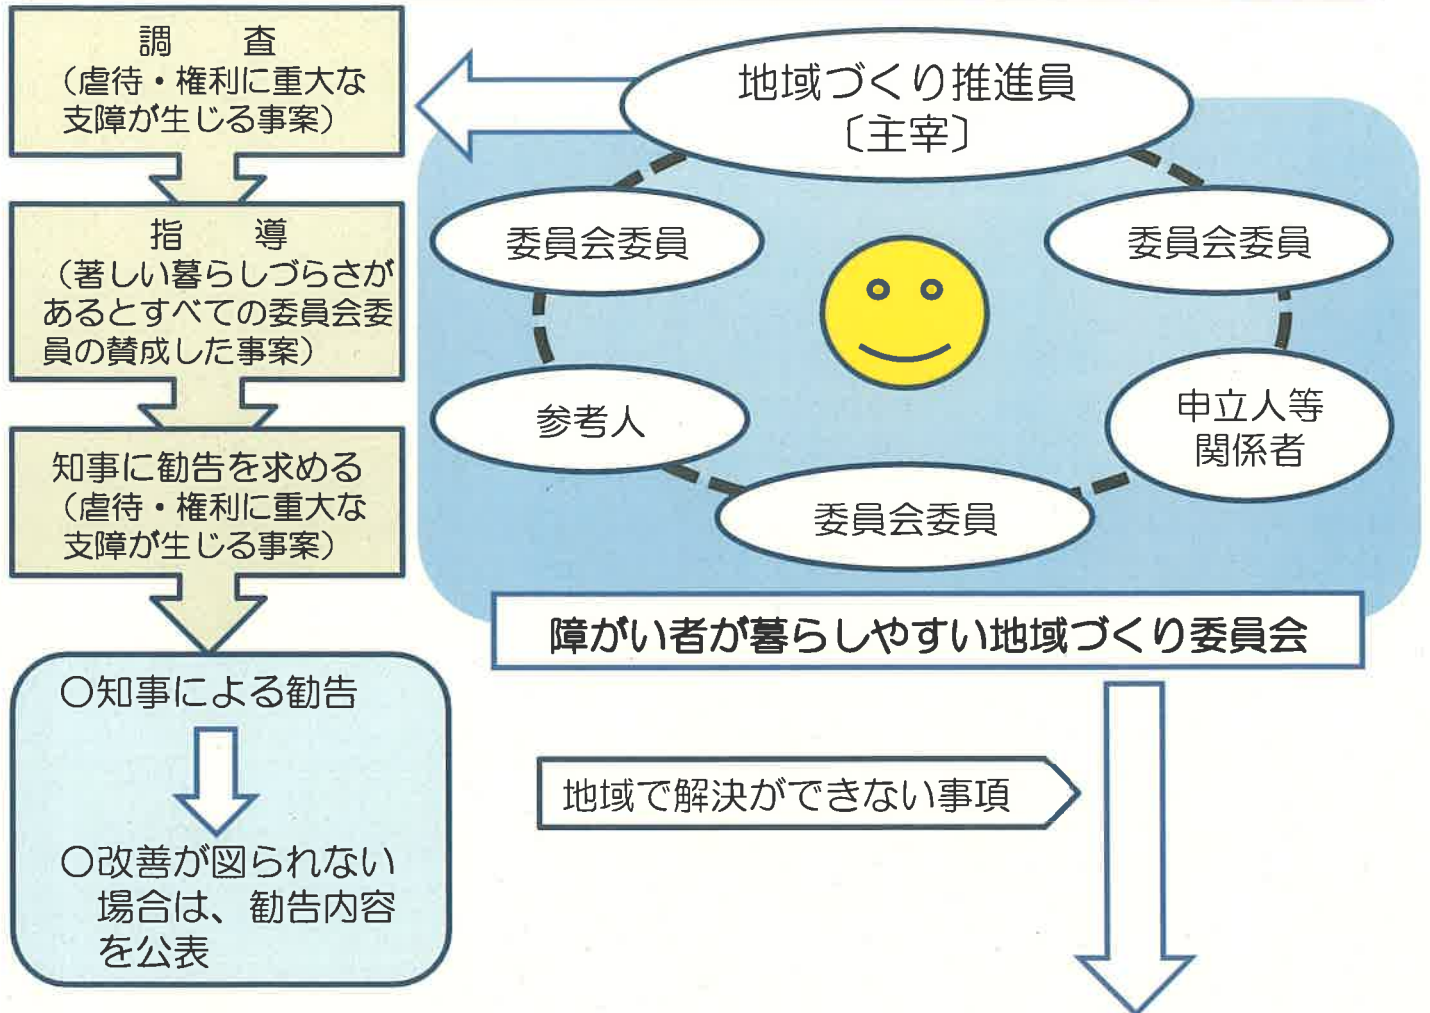 調　査
（虐待・権利に重大な
支障が生じる事案）
指　導
（著しい暮らしづらさが
あるとすべての委員会委
員の賛成した事案）
知事に勧告を求める
（虐待・権利に重大な
支障が生じる事案）
〇知事による勧告
〇改善が図られない
場合は、勧告内容
を公表
地域づくり推進員
〔主宰〕
委員会委員
委員会委員
参考人
申立人等
関係者
委員会委員
障がい者が暮らしやすい地域づくり委員会
地域で解決ができない事項